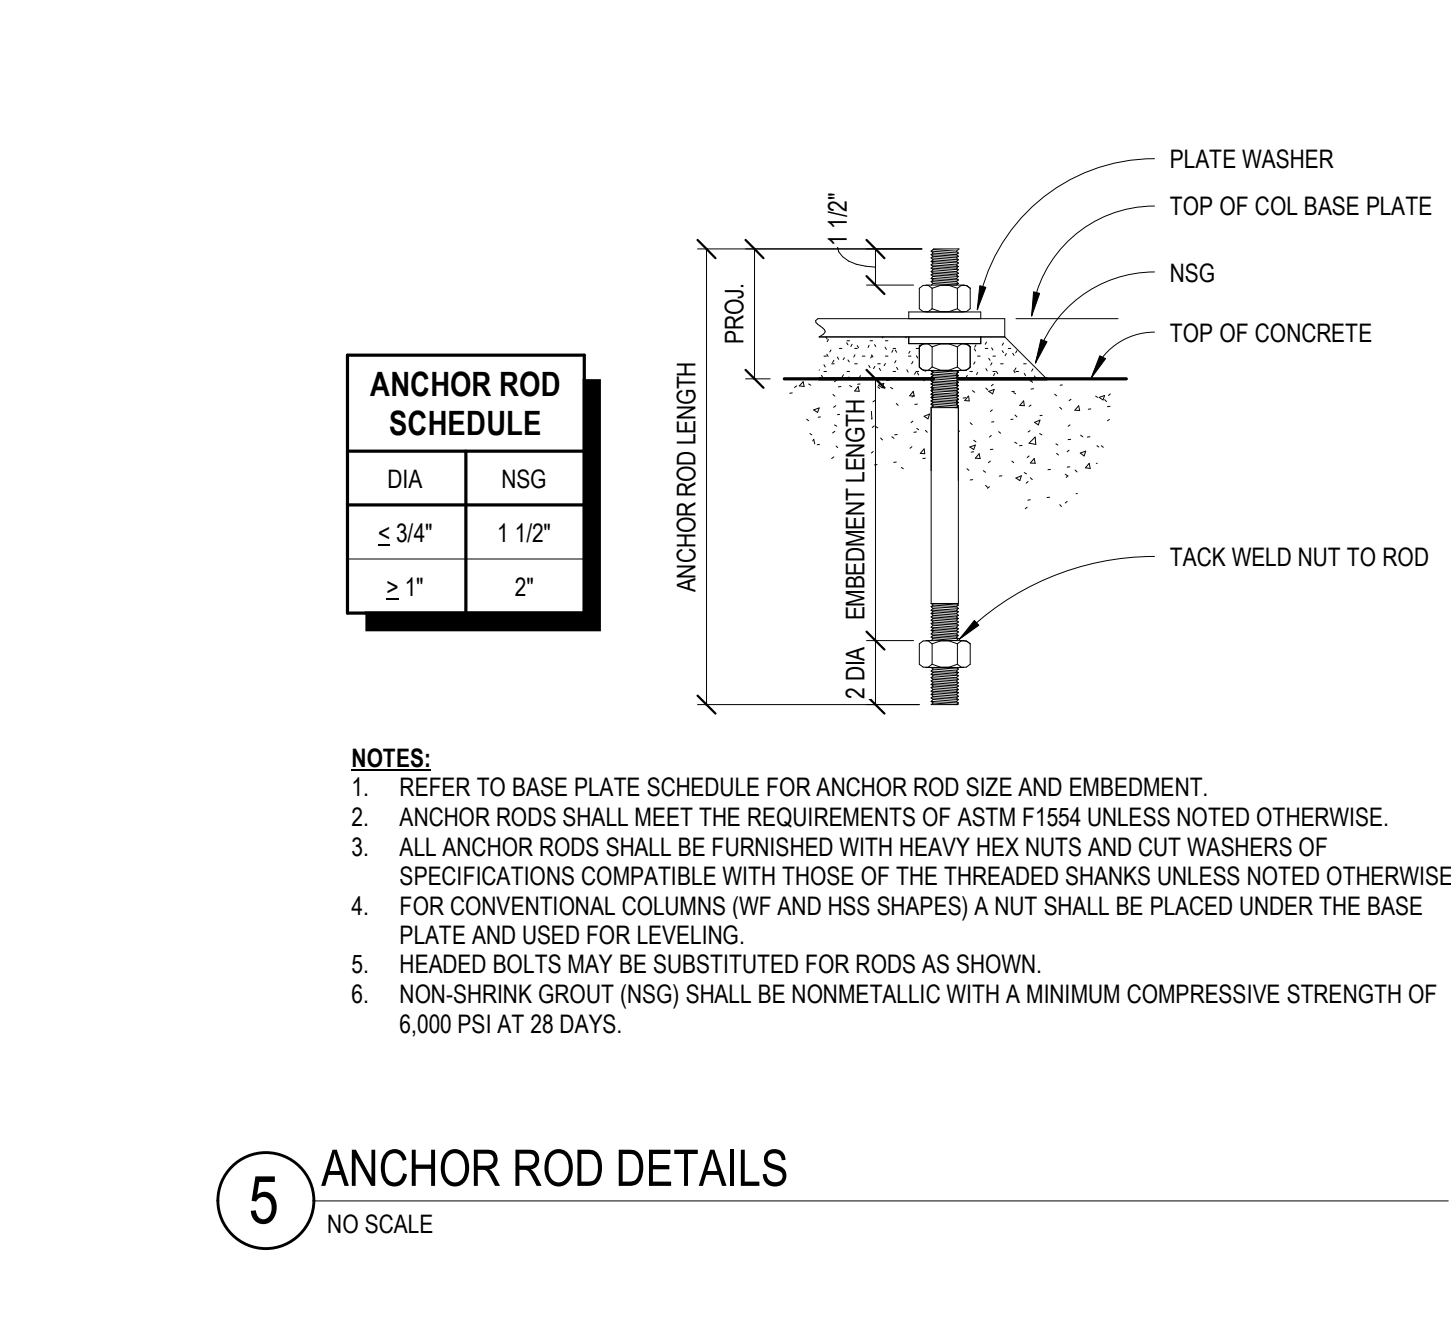 PLATE WASHER
TOP OF COL BASE PLATE
NSG
TOP OF CONCRETE
TACK WELD NUT TO ROD
1 1/2"
PROJ.
ANCHOR ROD LENGTH
EMBEDMENT LENGTH
2 DIA
ANCHOR ROD
SCHEDULE
DIA NSG
≤ 3/4" 1 1/2"
≥ 1" 2"
NOTES:
1. REFER TO BASE PLATE SCHEDULE FOR ANCHOR ROD SIZE AND EMBEDMENT.
2. ANCHOR RODS SHALL MEET THE REQUIREMENTS OF ASTM F1554 UNLESS NOTED OTHERWISE.
3. ALL ANCHOR RODS SHALL BE FURNISHED WITH HEAVY HEX NUTS AND CUT WASHERS OF
SPECIFICATIONS COMPATIBLE WITH THOSE OF THE THREADED SHANKS UNLESS NOTED OTHERWISE
4. FOR CONVENTIONAL COLUMNS (WF AND HSS SHAPES) A NUT SHALL BE PLACED UNDER THE BASE
PLATE AND USED FOR LEVELING.
5. HEADED BOLTS MAY BE SUBSTITUTED FOR RODS AS SHOWN.
6. NON-SHRINK GROUT (NSG) SHALL BE NONMETALLIC WITH A MINIMUM COMPRESSIVE STRENGTH OF
6,000 PSI AT 28 DAYS.
5 ANCHOR ROD DETAILS
NO SCALE